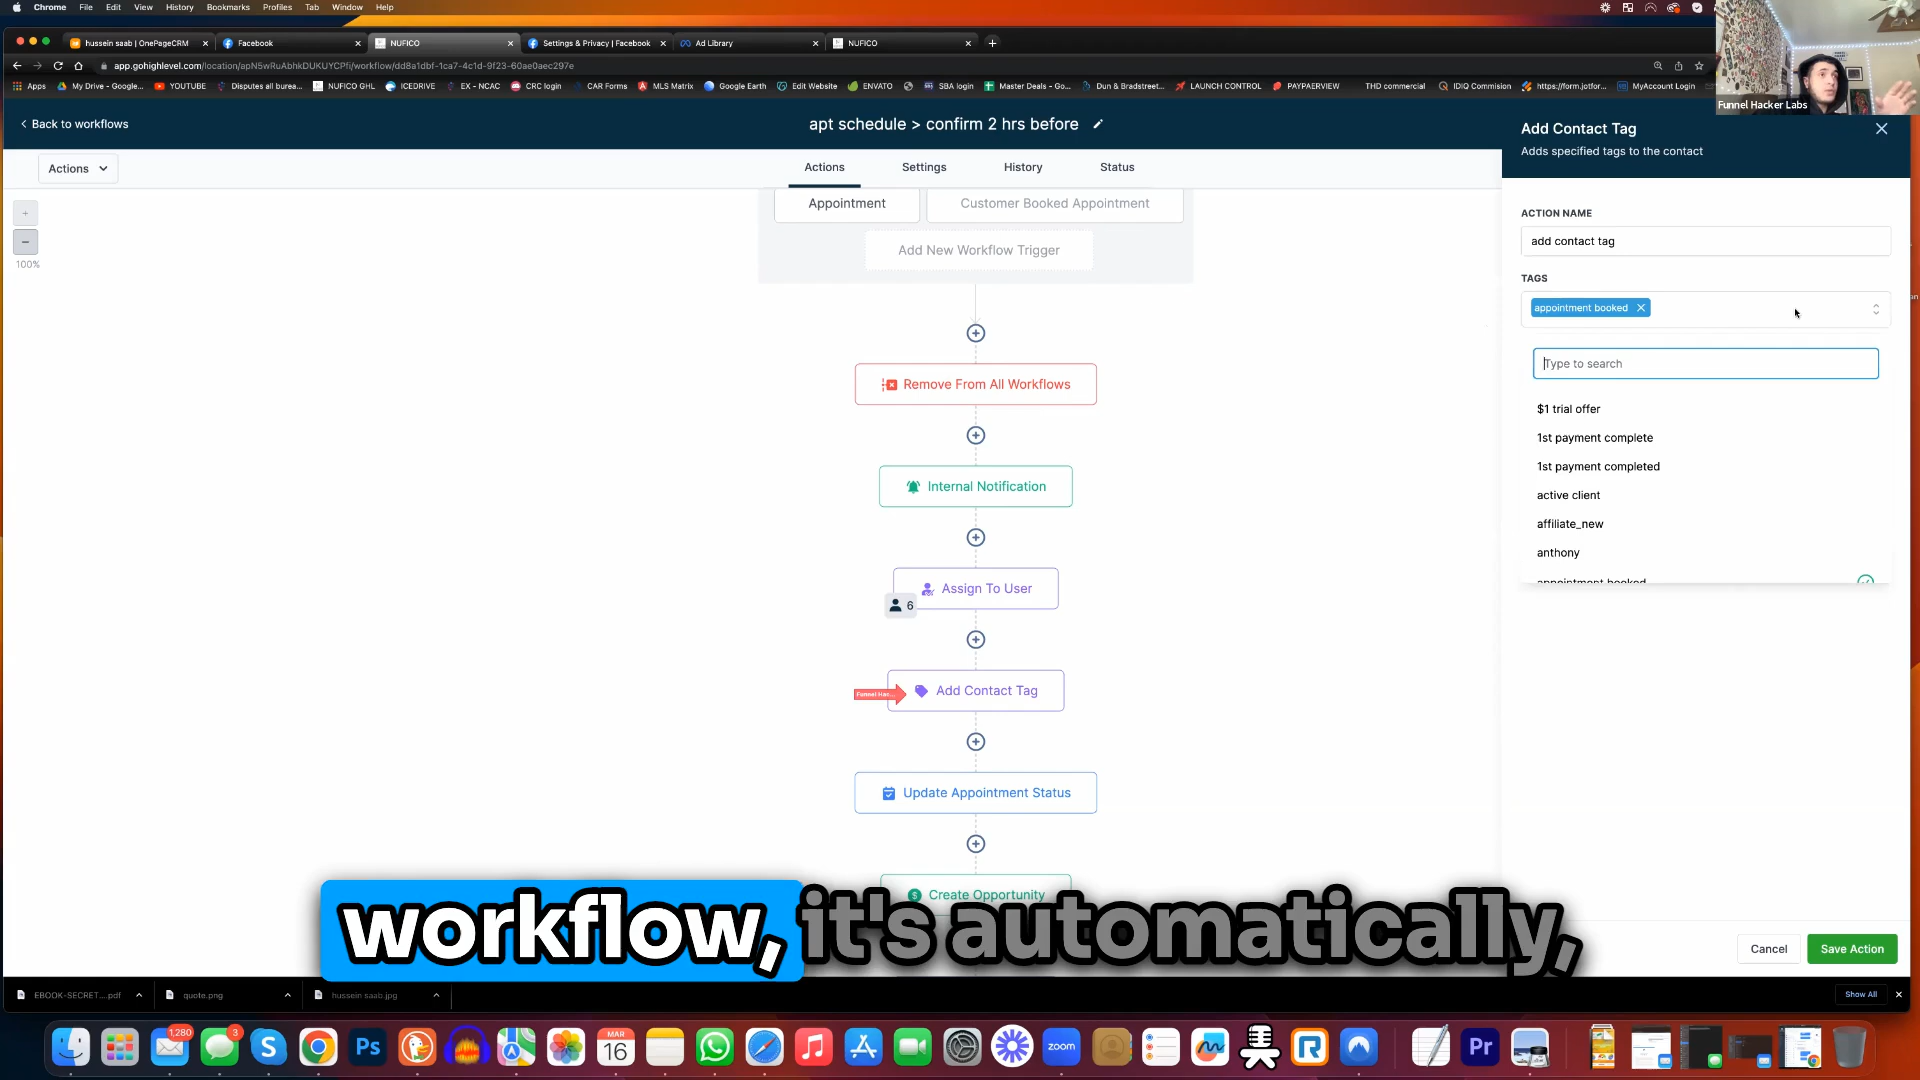 Chrome File Edit View History Bookmarks Profiles Tab Window Help
hussein saab | OnePageCRM
Facebook
NUFICO
Settings & Privacy | Facebook
Ad Library
NUFICO
app.gohighlevel.com/location/apN5wRuAbhkDUKUYCPfi/workflow/dd8a1dbf-1ca7-4c1d-9f23-60ae0aec297e
Apps My Drive - Google... YOUTUBE Disputes all burea... NUFICO GHL ICEDRIVE EX - NCAC CRC login CAR Forms MLS Matrix Google Earth Edit Website ENVATO SBA login Master Deals - Go... Dun & Bradstreet... LAUNCH CONTROL PAYPAERVIEW THD commercial IDIQ Commision https://form.jotfor... MyAccount Login
Funnel Hacker Labs
Back to workflows
apt schedule > confirm 2 hrs before
Add Contact Tag
Adds specified tags to the contact
Actions
Actions Settings History Status
100%
Appointment
Customer Booked Appointment
Add New Workflow Trigger
Remove From All Workflows
Internal Notification
Assign To User
6
Funnel Hac...
Add Contact Tag
Update Appointment Status
Create Opportunity
ACTION NAME
add contact tag
TAGS
appointment booked
Type to search
$1 trial offer
1st payment complete
1st payment completed
active client
affiliate_new
anthony
appointment booked
Cancel
Save Action
workflow, it's automatically,
EBOOK-SECRET....pdf
quote.png
hussein saab.jpg
Show All
1,280
3
Ps
MAR
16
zoom
Pr